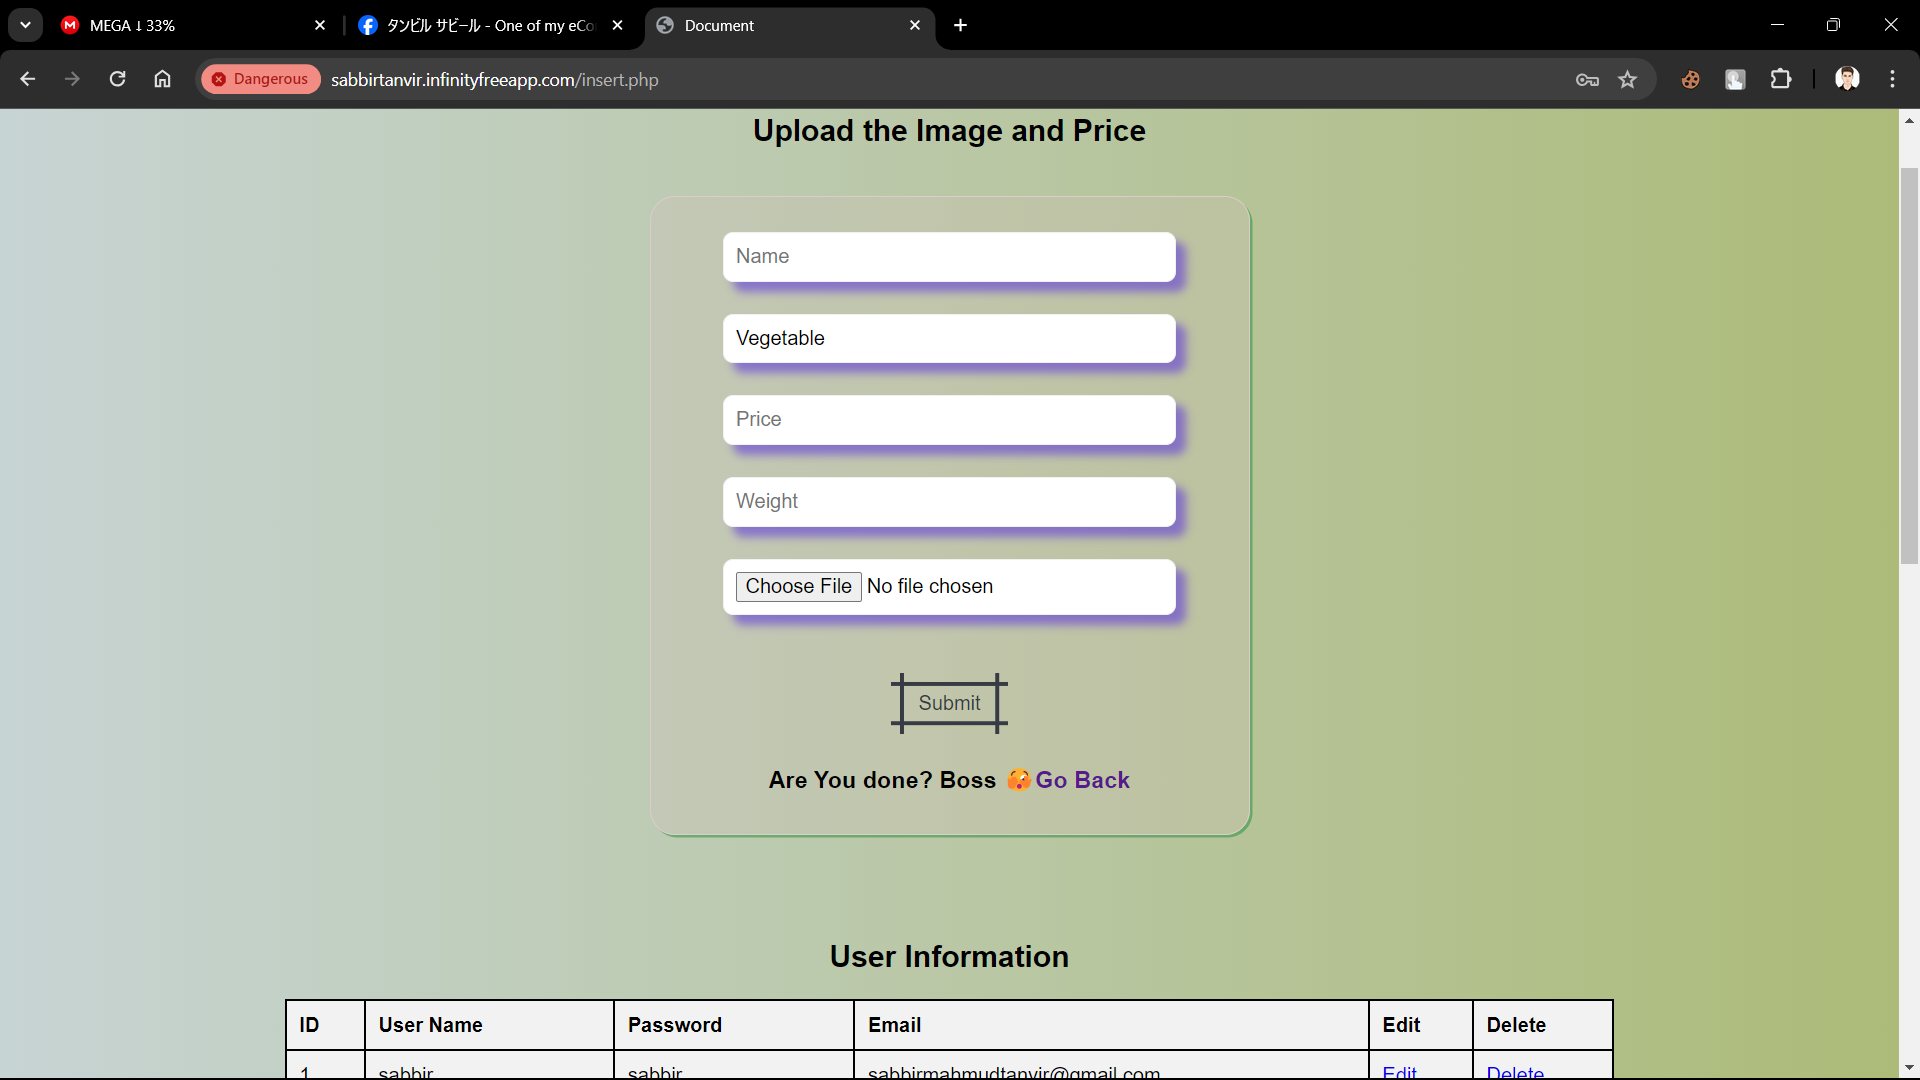 MEGA ⭣ 33%
タンビル サビール - One of my eCo
Document
Dangerous
sabbirtanvir.infinityfreeapp.com/insert.php
Upload the Image and Price
Name
Vegetable
Price
Weight
Choose File No file chosen
Submit
Are You done? Boss 🫣Go Back
User Information
ID User Name Password Email Edit Delete
1 sabbir sabbir sabbirmahmudtanvir@gmail.com Edit Delete